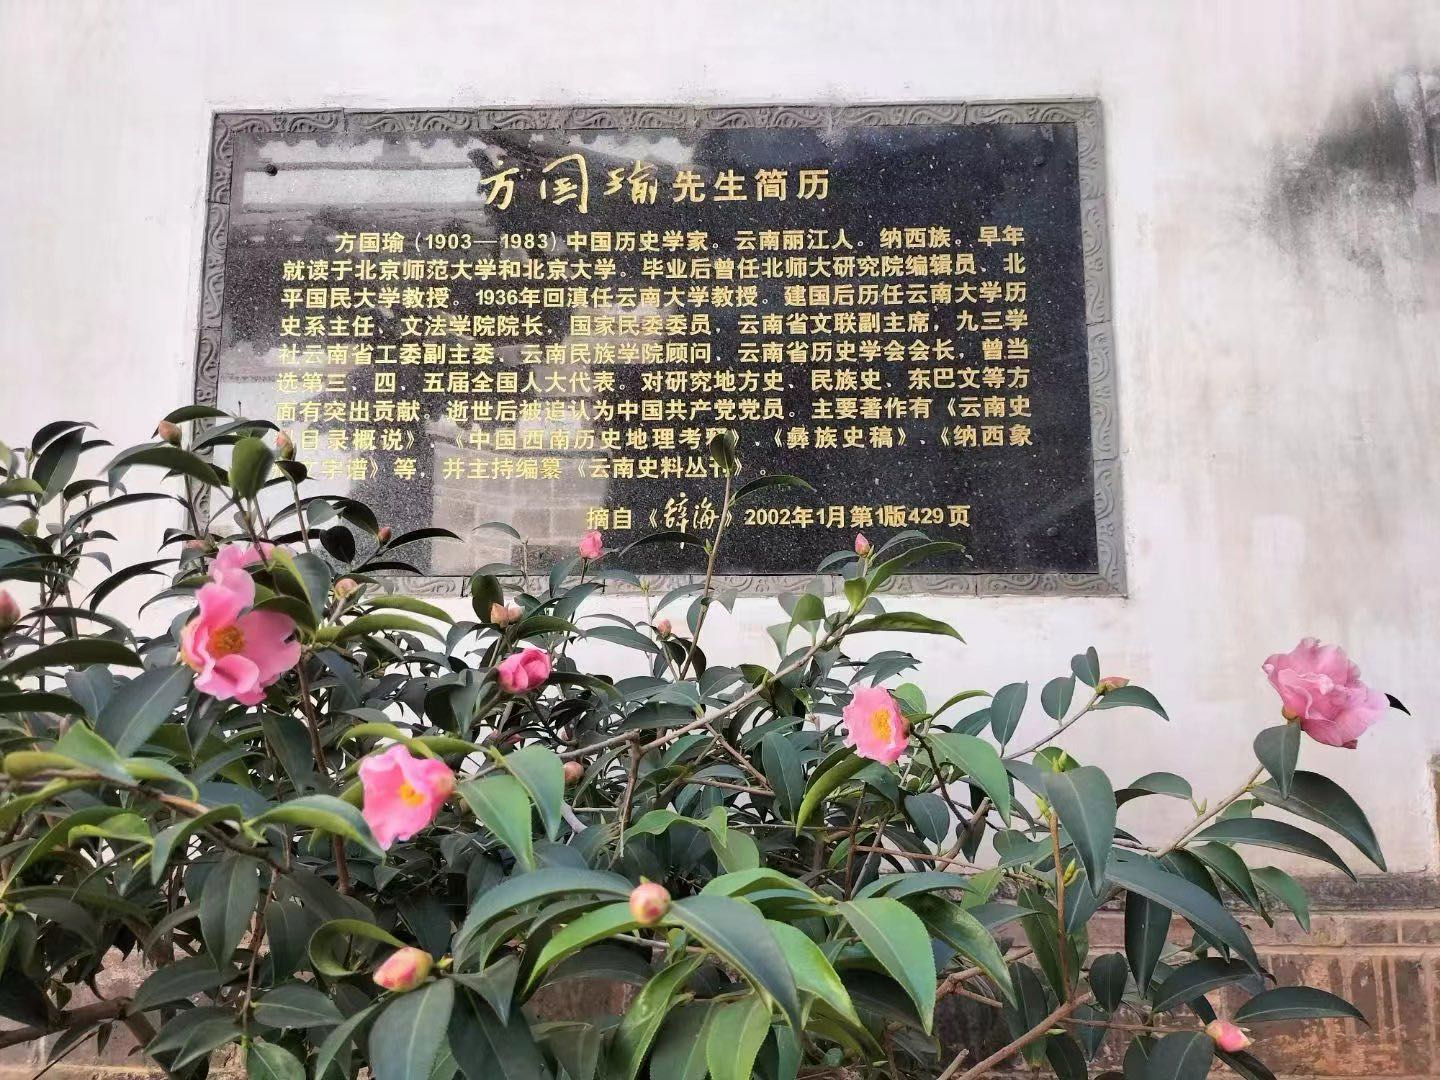 方国瑜先生简历
方国瑜（1903—1983）中国历史学家。云南丽江人。纳西族。早年
就读于北京师范大学和北京大学。毕业后曾任北师大研究院编辑员、北
平国民大学教授。1936年回滇任云南大学教授。建国后历任云南大学历
史系主任、文法学院院长，国家民委委员，云南省文联副主席，九三学
社云南省工委副主委，云南民族学院顾问，云南省历史学会会长，曾当
选第三、四、五届全国人大代表。对研究地方史、民族史、东巴文等方
面有突出贡献。逝世后被追认为中国共产党党员。主要著作有《云南史
目录概说》、《中国西南历史地理考释》、《彝族史稿》、《纳西象
文字谱》等，并主持编纂《云南史料丛刊》。
摘自《辞海》2002年1月第1版429页